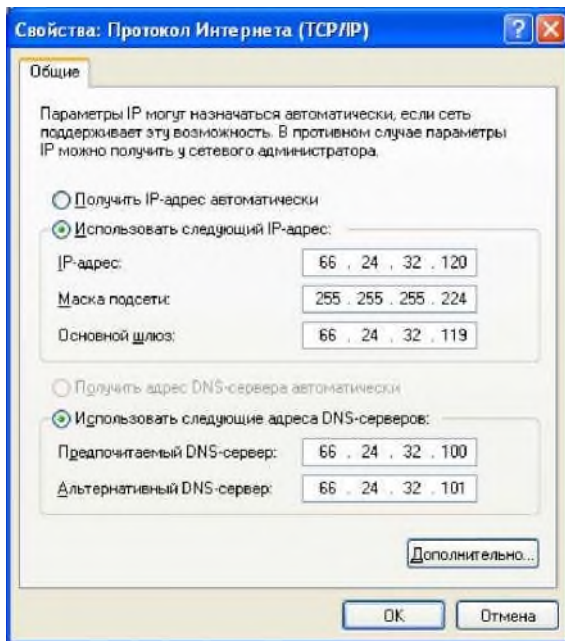 Свойства: Протокол Интернета (TCP/IP)
Общие
Параметры IP могут назначаться автоматически, если сеть
поддерживает эту возможность. В противном случае параметры
IP можно получить у сетевого администратора.
Получить IP-адрес автоматически
Использовать следующий IP-адрес:
IP-адрес: 66 . 24 . 32 . 120
Маска подсети: 255 . 255 . 255 . 224
Основной шлюз: 66 . 24 . 32 . 119
Получить адрес DNS-сервера автоматически
Использовать следующие адреса DNS-серверов:
Предпочитаемый DNS-сервер: 66 . 24 . 32 . 100
Альтернативный DNS-сервер: 66 . 24 . 32 . 101
Дополнительно...
OK Отмена